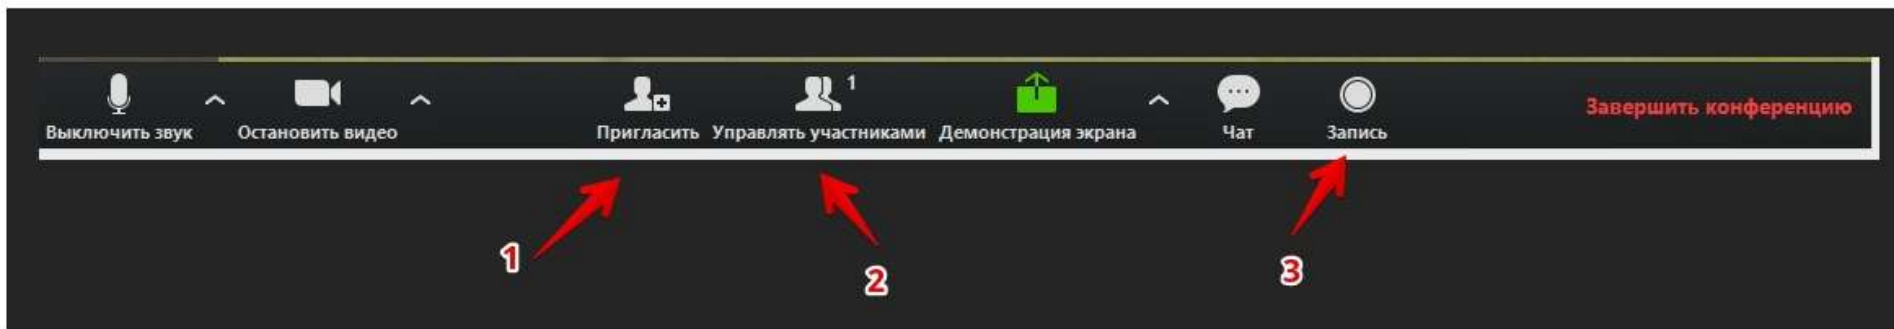 1
Выключить звук
Остановить видео
Пригласить
Управлять участниками
Демонстрация экрана
Чат
Запись
Завершить конференцию
1
2
3